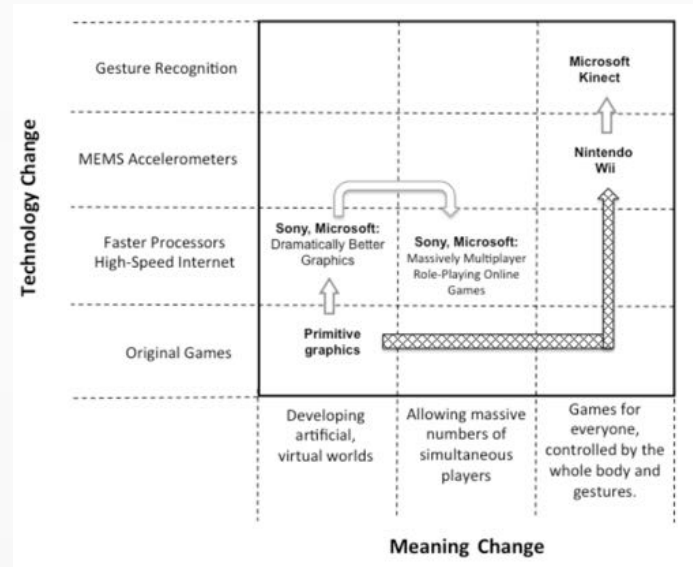 Technology Change
Gesture Recognition
MEMS Accelerometers
Faster Processors
High-Speed Internet
Original Games
Microsoft
Kinect
Nintendo
Wii
Sony, Microsoft:
Dramatically Better
Graphics
Sony, Microsoft:
Massively Multiplayer
Role-Playing Online
Games
Primitive
graphics
Developing
artificial,
virtual worlds
Allowing massive
numbers of
simultaneous
players
Games for
everyone,
controlled by the
whole body and
gestures.
Meaning Change